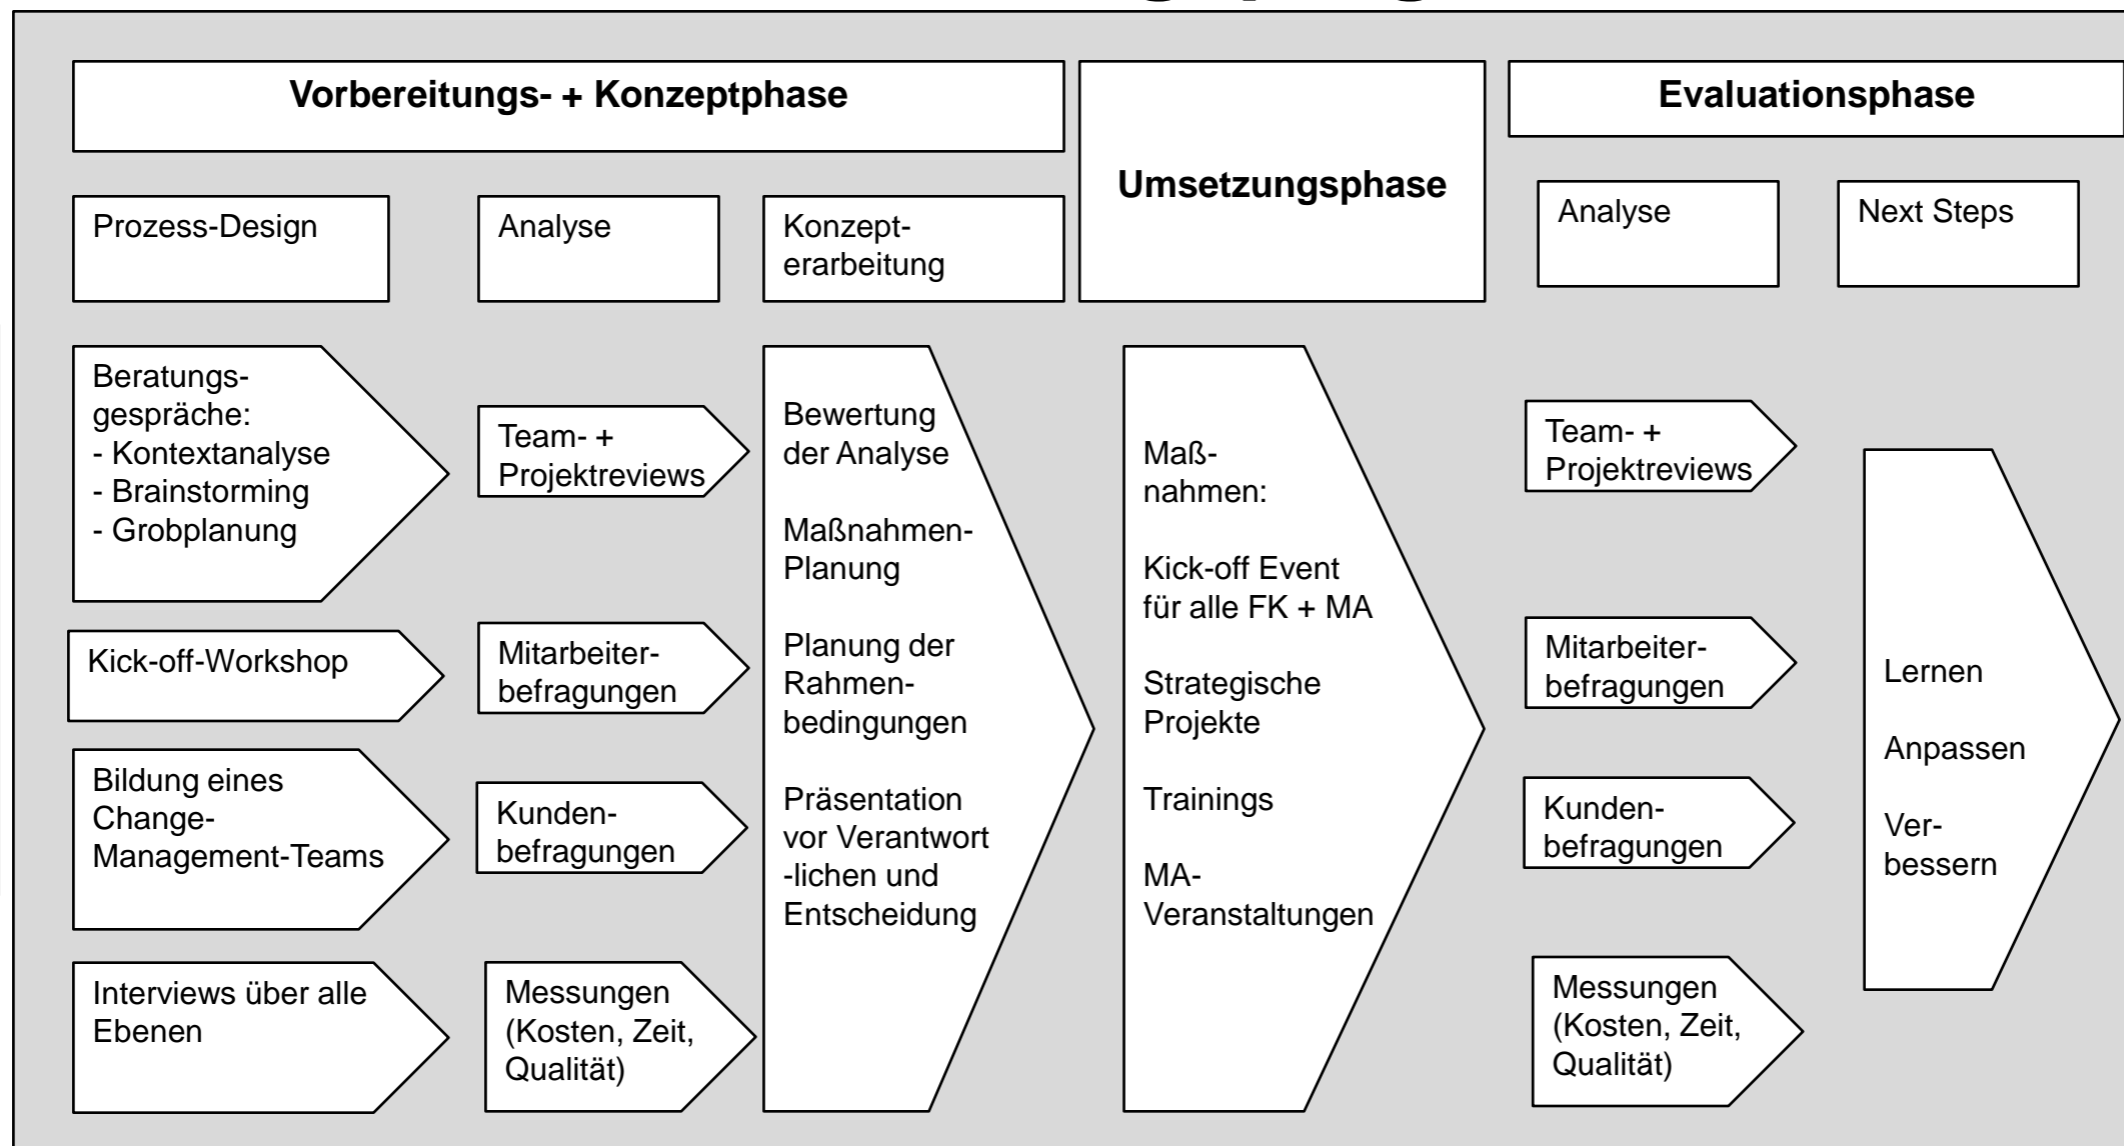 Vorbereitungs- + Konzeptphase
Umsetzungsphase
Evaluationsphase
Prozess-Design
Analyse
Konzept-
erarbeitung
Analyse
Next Steps
Beratungs-
gespräche:
- Kontextanalyse
- Brainstorming
- Grobplanung
Kick-off-Workshop
Bildung eines
Change-
Management-Teams
Interviews über alle
Ebenen
Team- +
Projektreviews
Mitarbeiter-
befragungen
Kunden-
befragungen
Messungen
(Kosten, Zeit,
Qualität)
Bewertung
der Analyse
Maßnahmen-
Planung
Planung der
Rahmen-
bedingungen
Präsentation
vor Verantwort
-lichen und
Entscheidung
Maß-
nahmen:
Kick-off Event
für alle FK + MA
Strategische
Projekte
Trainings
MA-
Veranstaltungen
Team- +
Projektreviews
Mitarbeiter-
befragungen
Kunden-
befragungen
Messungen
(Kosten, Zeit,
Qualität)
Lernen
Anpassen
Ver-
bessern